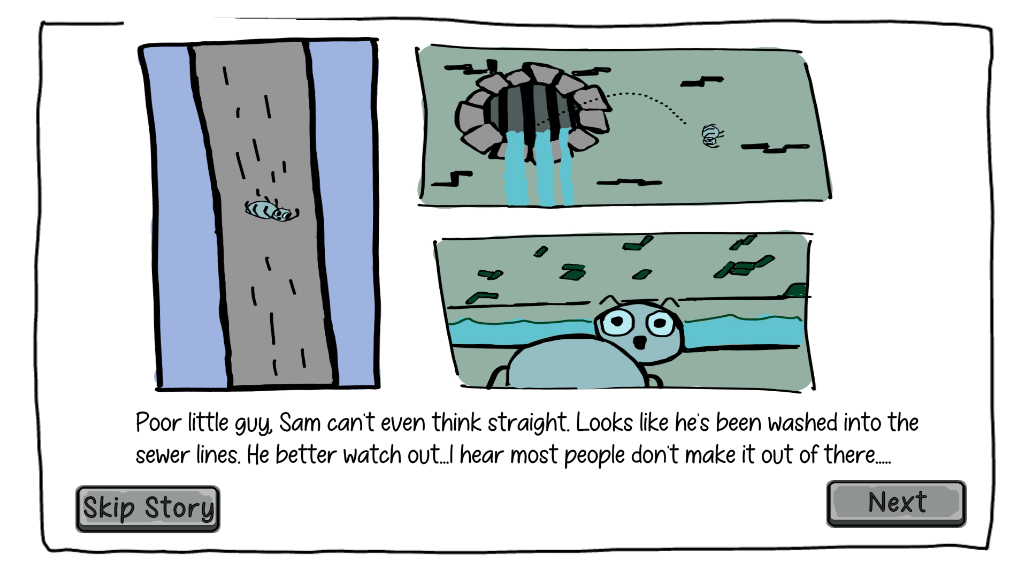 Poor little guy, Sam can't even think straight. Looks like he's been washed into the
sewer lines. He better watch out...I hear most people don't make it out of there.....
Skip Story
Next